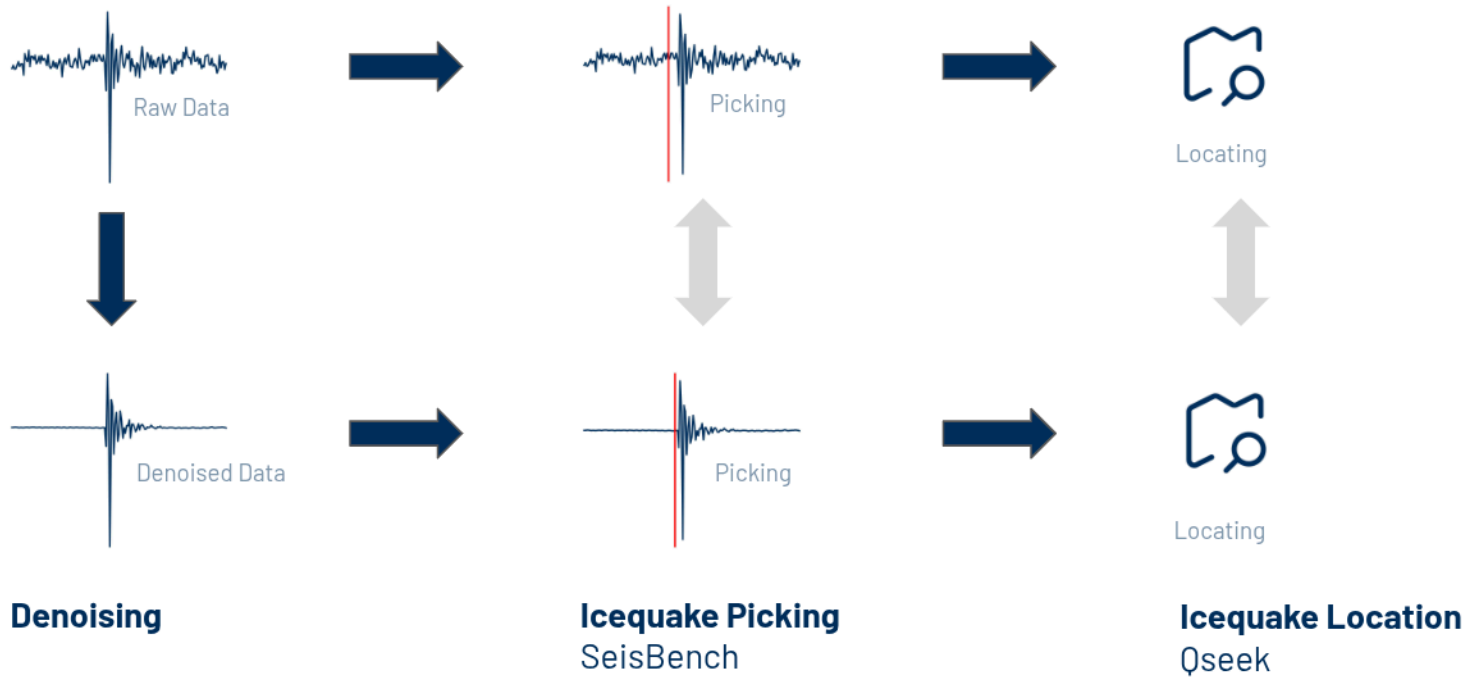 Raw Data
Picking
Locating
Denoised Data
Picking
Locating
Denoising
Icequake Picking
SeisBench
Icequake Location
Qseek